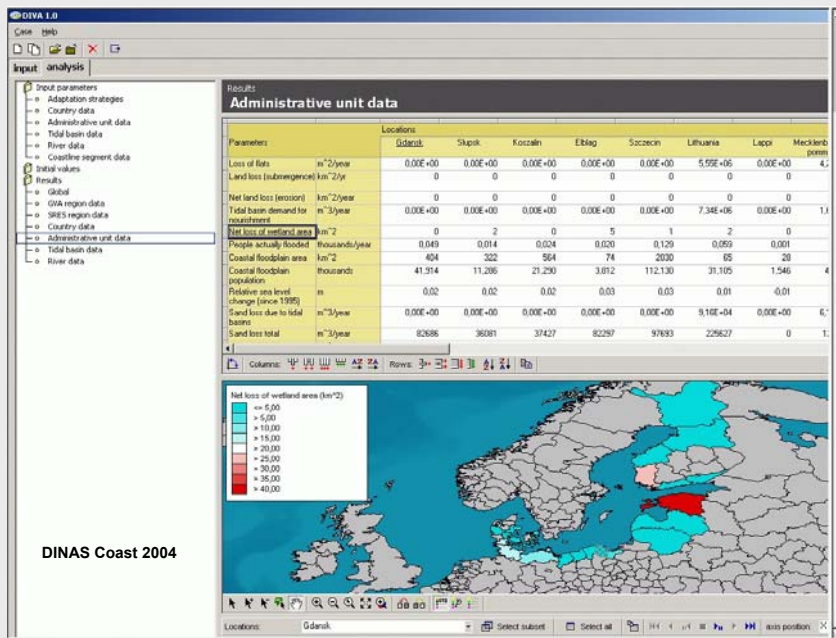 DIVA 1.0
Case Help
input analysis
Input parameters
Adaptation strategies
Country data
Administrative unit data
Tidal basin data
River data
Coastline segment data
Initial values
Results
Global
GVA region data
SRES region data
Country data
Administrative unit data
Tidal basin data
River data
DINAS Coast 2004
Results
Administrative unit data
Locations
Parameters Gdansk Slupsk Koszalin Elblag Szczecin Lithuania Lappi Mecklenb
pomm
Loss of flats m^2/year 0,00E+00 0,00E+00 0,00E+00 0,00E+00 0,00E+00 5,55E+06 0,00E+00 4,
Land loss (submergence) km^2/yr 0 0 0 0 0 0 0
Net land loss (erosion) km^2/year 0 0 0 0 0 0 0
Tidal basin demand for nourishment m^3/year 0,00E+00 0,00E+00 0,00E+00 0,00E+00 0,00E+00 7,34E+06 0,00E+00 1,
Net loss of wetland area km^2 0 2 0 5 1 2 0
People actually flooded thousands/year 0,049 0,014 0,024 0,020 0,129 0,059 0,001
Coastal floodplain area km^2 404 322 564 74 2030 65 28
Coastal floodplain population thousands 41,914 11,286 21,290 3,812 112,130 31,105 1,546 4
Relative sea level change (since 1995) m 0,02 0,02 0,02 0,03 0,03 0,01 -0,01
Sand loss due to tidal basins m^3/year 0,00E+00 0,00E+00 0,00E+00 0,00E+00 0,00E+00 9,16E+04 0,00E+00 6,
Sand loss total m^3/year 82686 36081 37427 82297 97693 229627 0
Columns: Rows:
Net loss of wetland area (km^2)
<= 5,00
> 5,00
> 10,00
> 15,00
> 20,00
> 25,00
> 30,00
> 35,00
> 40,00
Locations: Gdansk Select subset Select all axis position: X